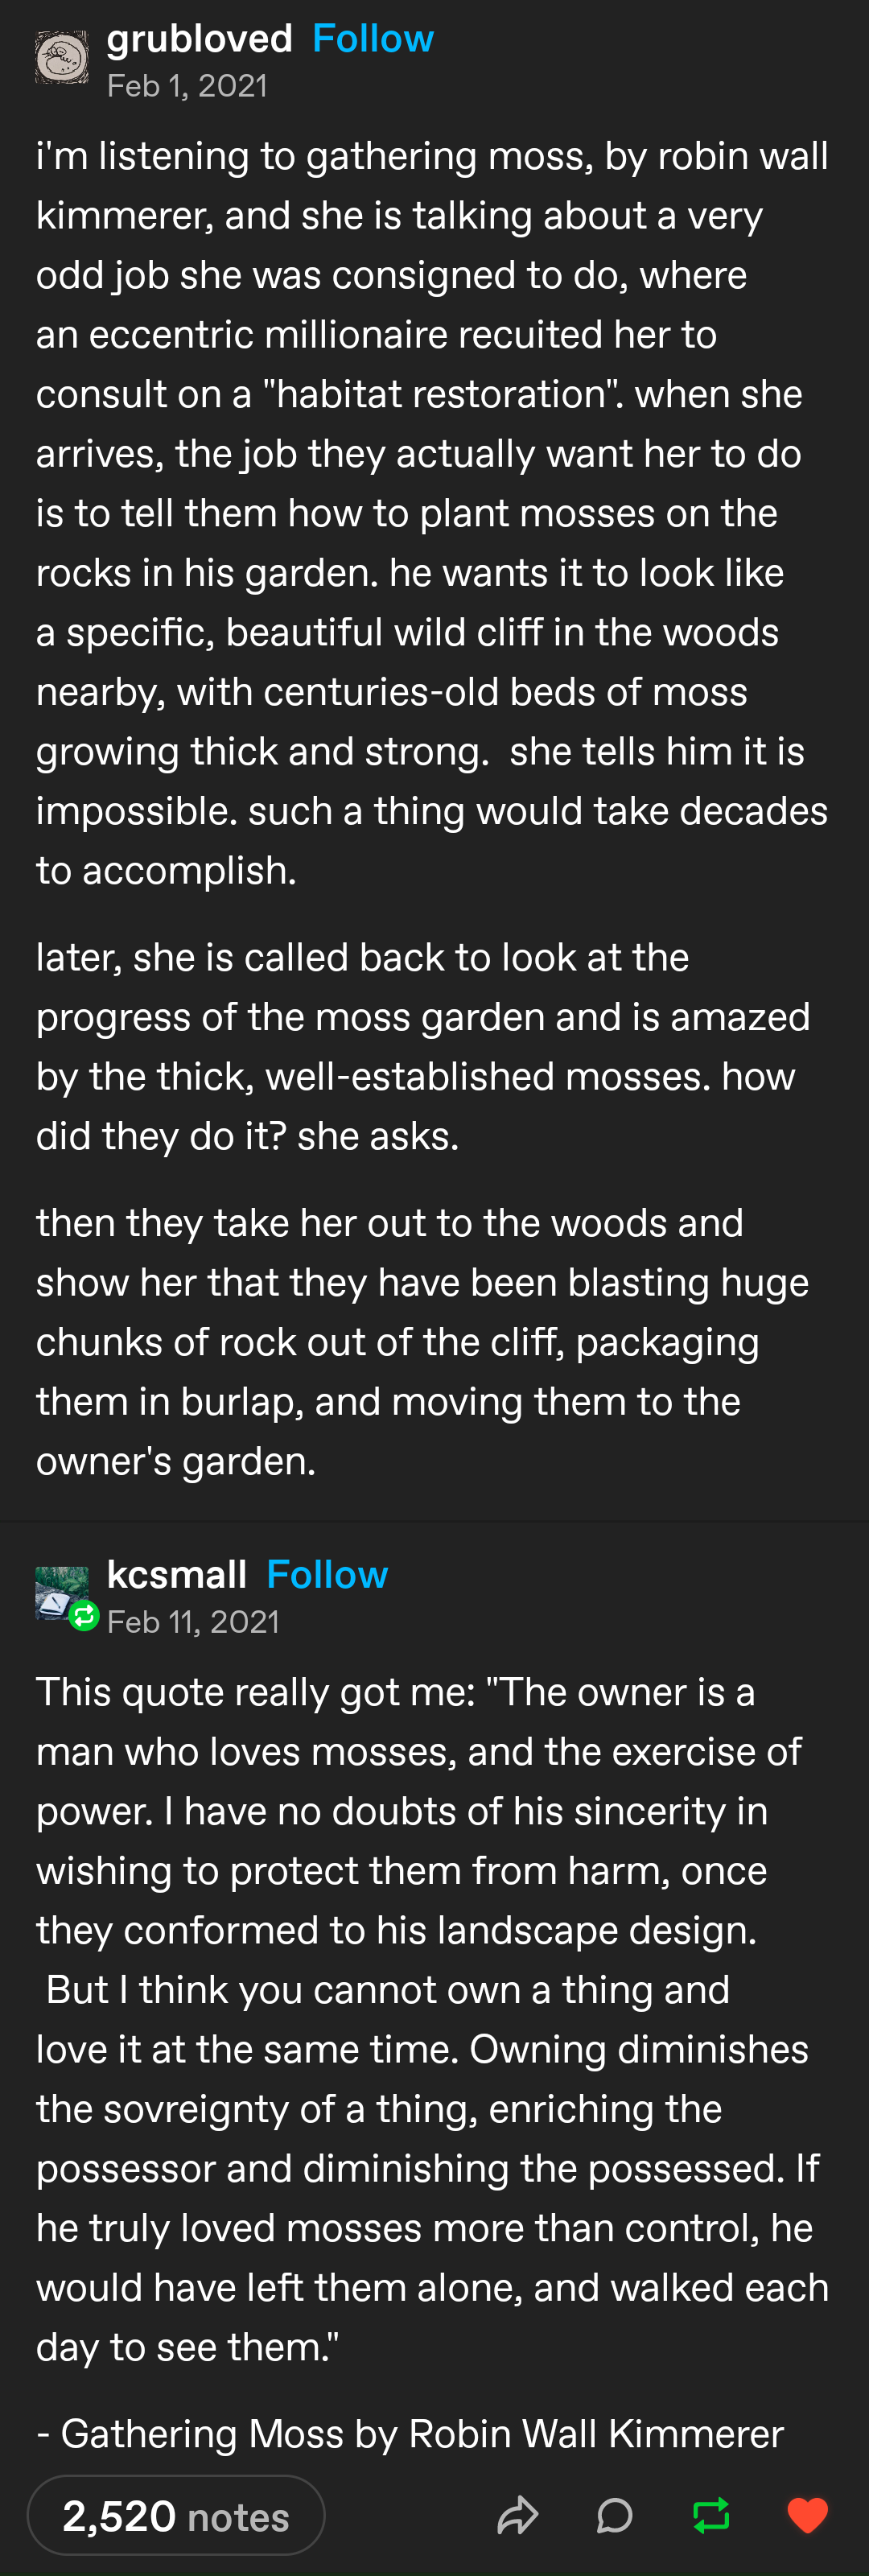 grubloved Follow
Feb 1, 2021
i'm listening to gathering moss, by robin wall
kimmerer, and she is talking about a very
odd job she was consigned to do, where
an eccentric millionaire recuited her to
consult on a "habitat restoration". when she
arrives, the job they actually want her to do
is to tell them how to plant mosses on the
rocks in his garden. he wants it to look like
a specific, beautiful wild cliff in the woods
nearby, with centuries-old beds of moss
growing thick and strong.  she tells him it is
impossible. such a thing would take decades
to accomplish.
later, she is called back to look at the
progress of the moss garden and is amazed
by the thick, well-established mosses. how
did they do it? she asks.
then they take her out to the woods and
show her that they have been blasting huge
chunks of rock out of the cliff, packaging
them in burlap, and moving them to the
owner's garden.
kcsmall Follow
Feb 11, 2021
This quote really got me: "The owner is a
man who loves mosses, and the exercise of
power. I have no doubts of his sincerity in
wishing to protect them from harm, once
they conformed to his landscape design.
But I think you cannot own a thing and
love it at the same time. Owning diminishes
the sovreignty of a thing, enriching the
possessor and diminishing the possessed. If
he truly loved mosses more than control, he
would have left them alone, and walked each
day to see them."
- Gathering Moss by Robin Wall Kimmerer
2,520 notes